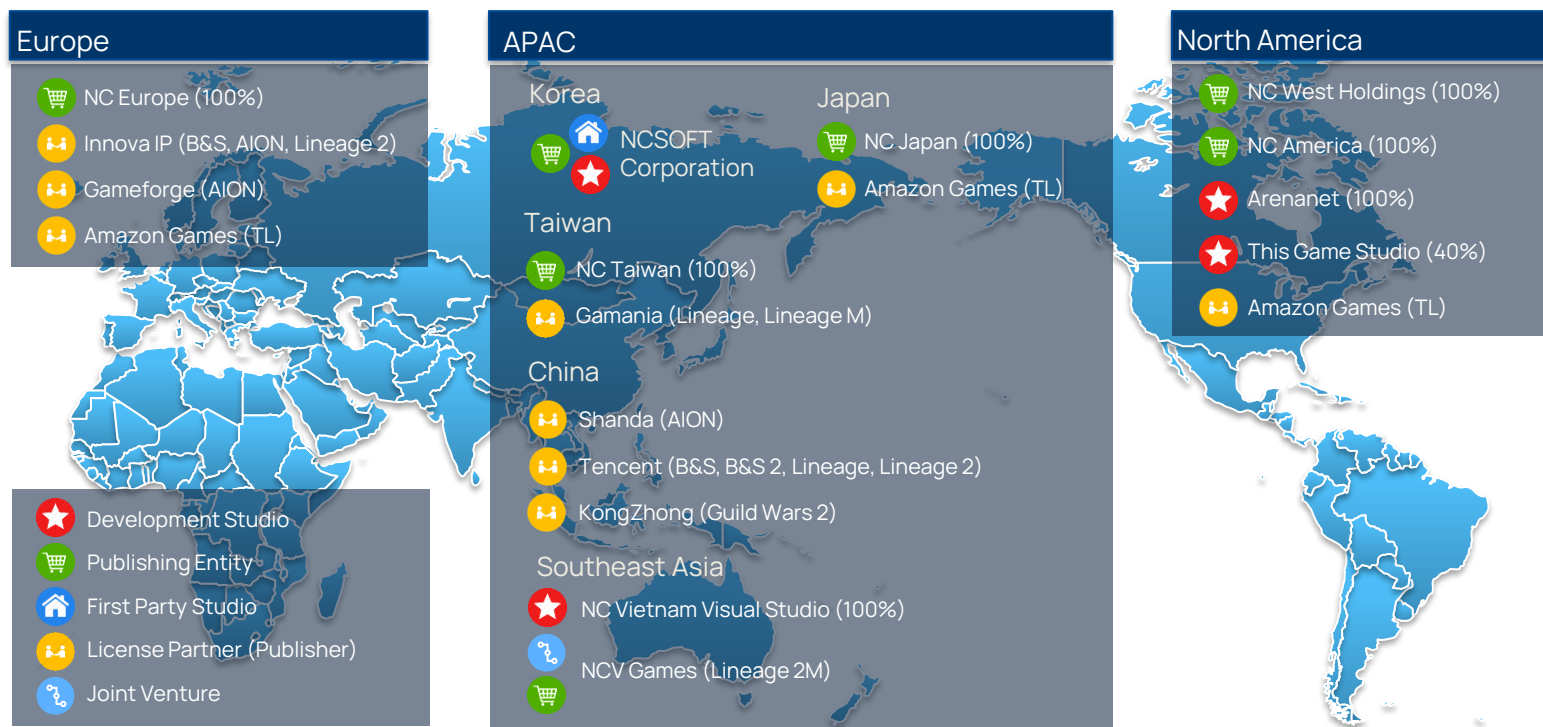 Europe
NC Europe (100%)
Innova IP (B&S, AION, Lineage 2)
Gameforge (AION)
Amazon Games (TL)
Development Studio
Publishing Entity
First Party Studio
License Partner (Publisher)
Joint Venture
APAC
Korea
NCSOFT
Corporation
Japan
NC Japan (100%)
Amazon Games (TL)
Taiwan
NC Taiwan (100%)
Gamania (Lineage, Lineage M)
China
Shanda (AION)
Tencent (B&S, B&S 2, Lineage, Lineage 2)
KongZhong (Guild Wars 2)
Southeast Asia
NC Vietnam Visual Studio (100%)
NCV Games (Lineage 2M)
North America
NC West Holdings (100%)
NC America (100%)
Arenanet (100%)
This Game Studio (40%)
Amazon Games (TL)